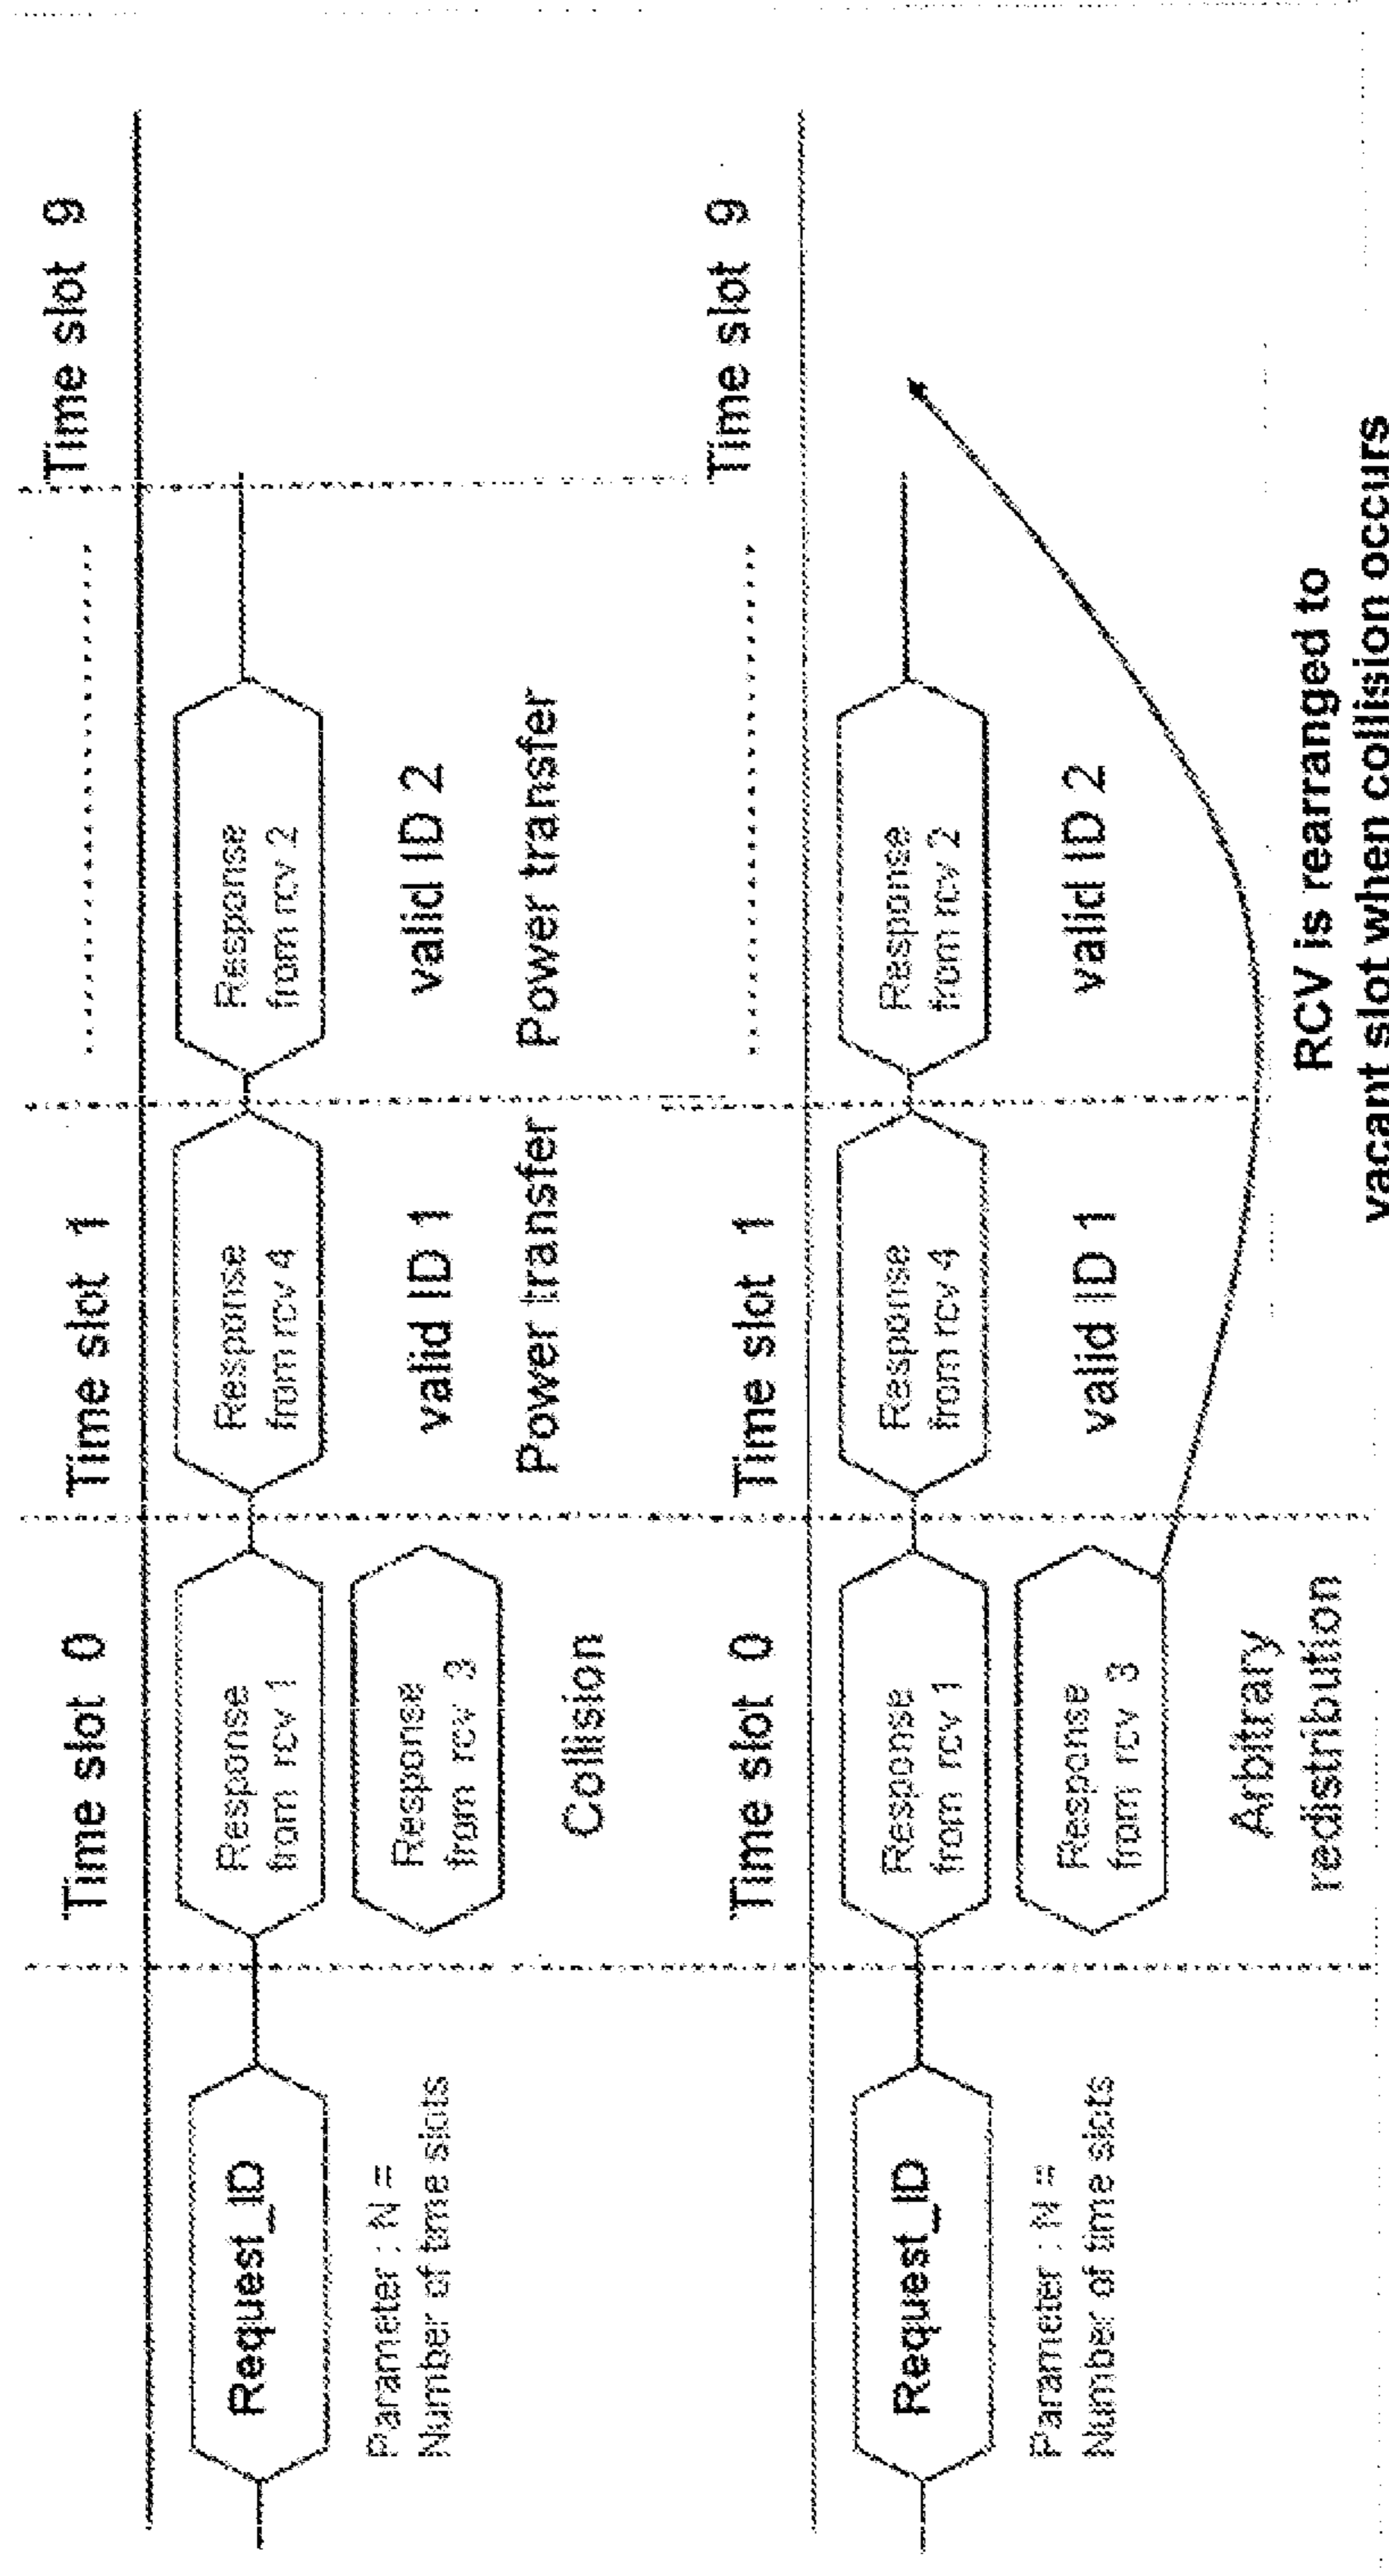 Time slot 0
Time slot 1
....................
Time slot 9
Request_ID
Response
from rcv 1
Response
from rcv 4
Response
from rcv 2
Parameter : N =
Number of time slots
Response
from rcv 3
valid ID 1
valid ID 2
Collision
Power transfer
Power transfer
Time slot 0
Time slot 1
....................
Time slot 9
Request_ID
Response
from rcv 1
Response
from rcv 4
Response
from rcv 2
Parameter : N =
Number of time slots
Response
from rcv 3
valid ID 1
valid ID 2
Arbitrary
redistribution
RCV is rearranged to
vacant slot when collision occurs